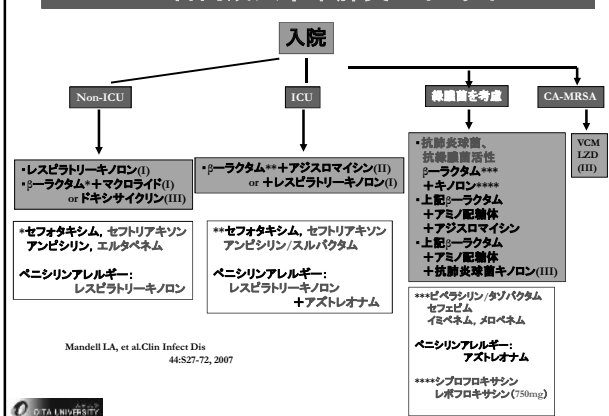 入院
Non-ICU
ICU
緑膿菌を考慮
CA-MRSA
・レスピラトリーキノロン(I)
・β-ラクタム*+マクロライド(I)
or ドキシサイクリン(III)
・β-ラクタム**+アジスロマイシン(II)
or +レスピラトリーキノロン(I)
・抗肺炎球菌、
抗緑膿菌活性
βーラクタム***
+キノロン****
・上記β-ラクタム
+アミノ配糖体
+アジスロマイシン
・上記β-ラクタム
+アミノ配糖体
+抗肺炎球菌キノロン(III)
VCM
LZD
(III)
*セフォタキシム, セフトリアキソン
アンピシリン, エルタペネム
ペニシリンアレルギー:
レスピラトリーキノロン
**セフォタキシム, セフトリアキソン
アンピシリン/スルバクタム
ペニシリンアレルギー:
レスピラトリーキノロン
+アズトレオナム
***ピペラシリン/タゾバクタム
セフェピム
イミペネム, メロペネム
ペニシリンアレルギー:
アズトレオナム
****シプロフロキサシン
レボフロキサシン(750mg)
Mandell LA, et al.Clin Infect Dis
44:S27-72, 2007
OITA UNIVERSITY